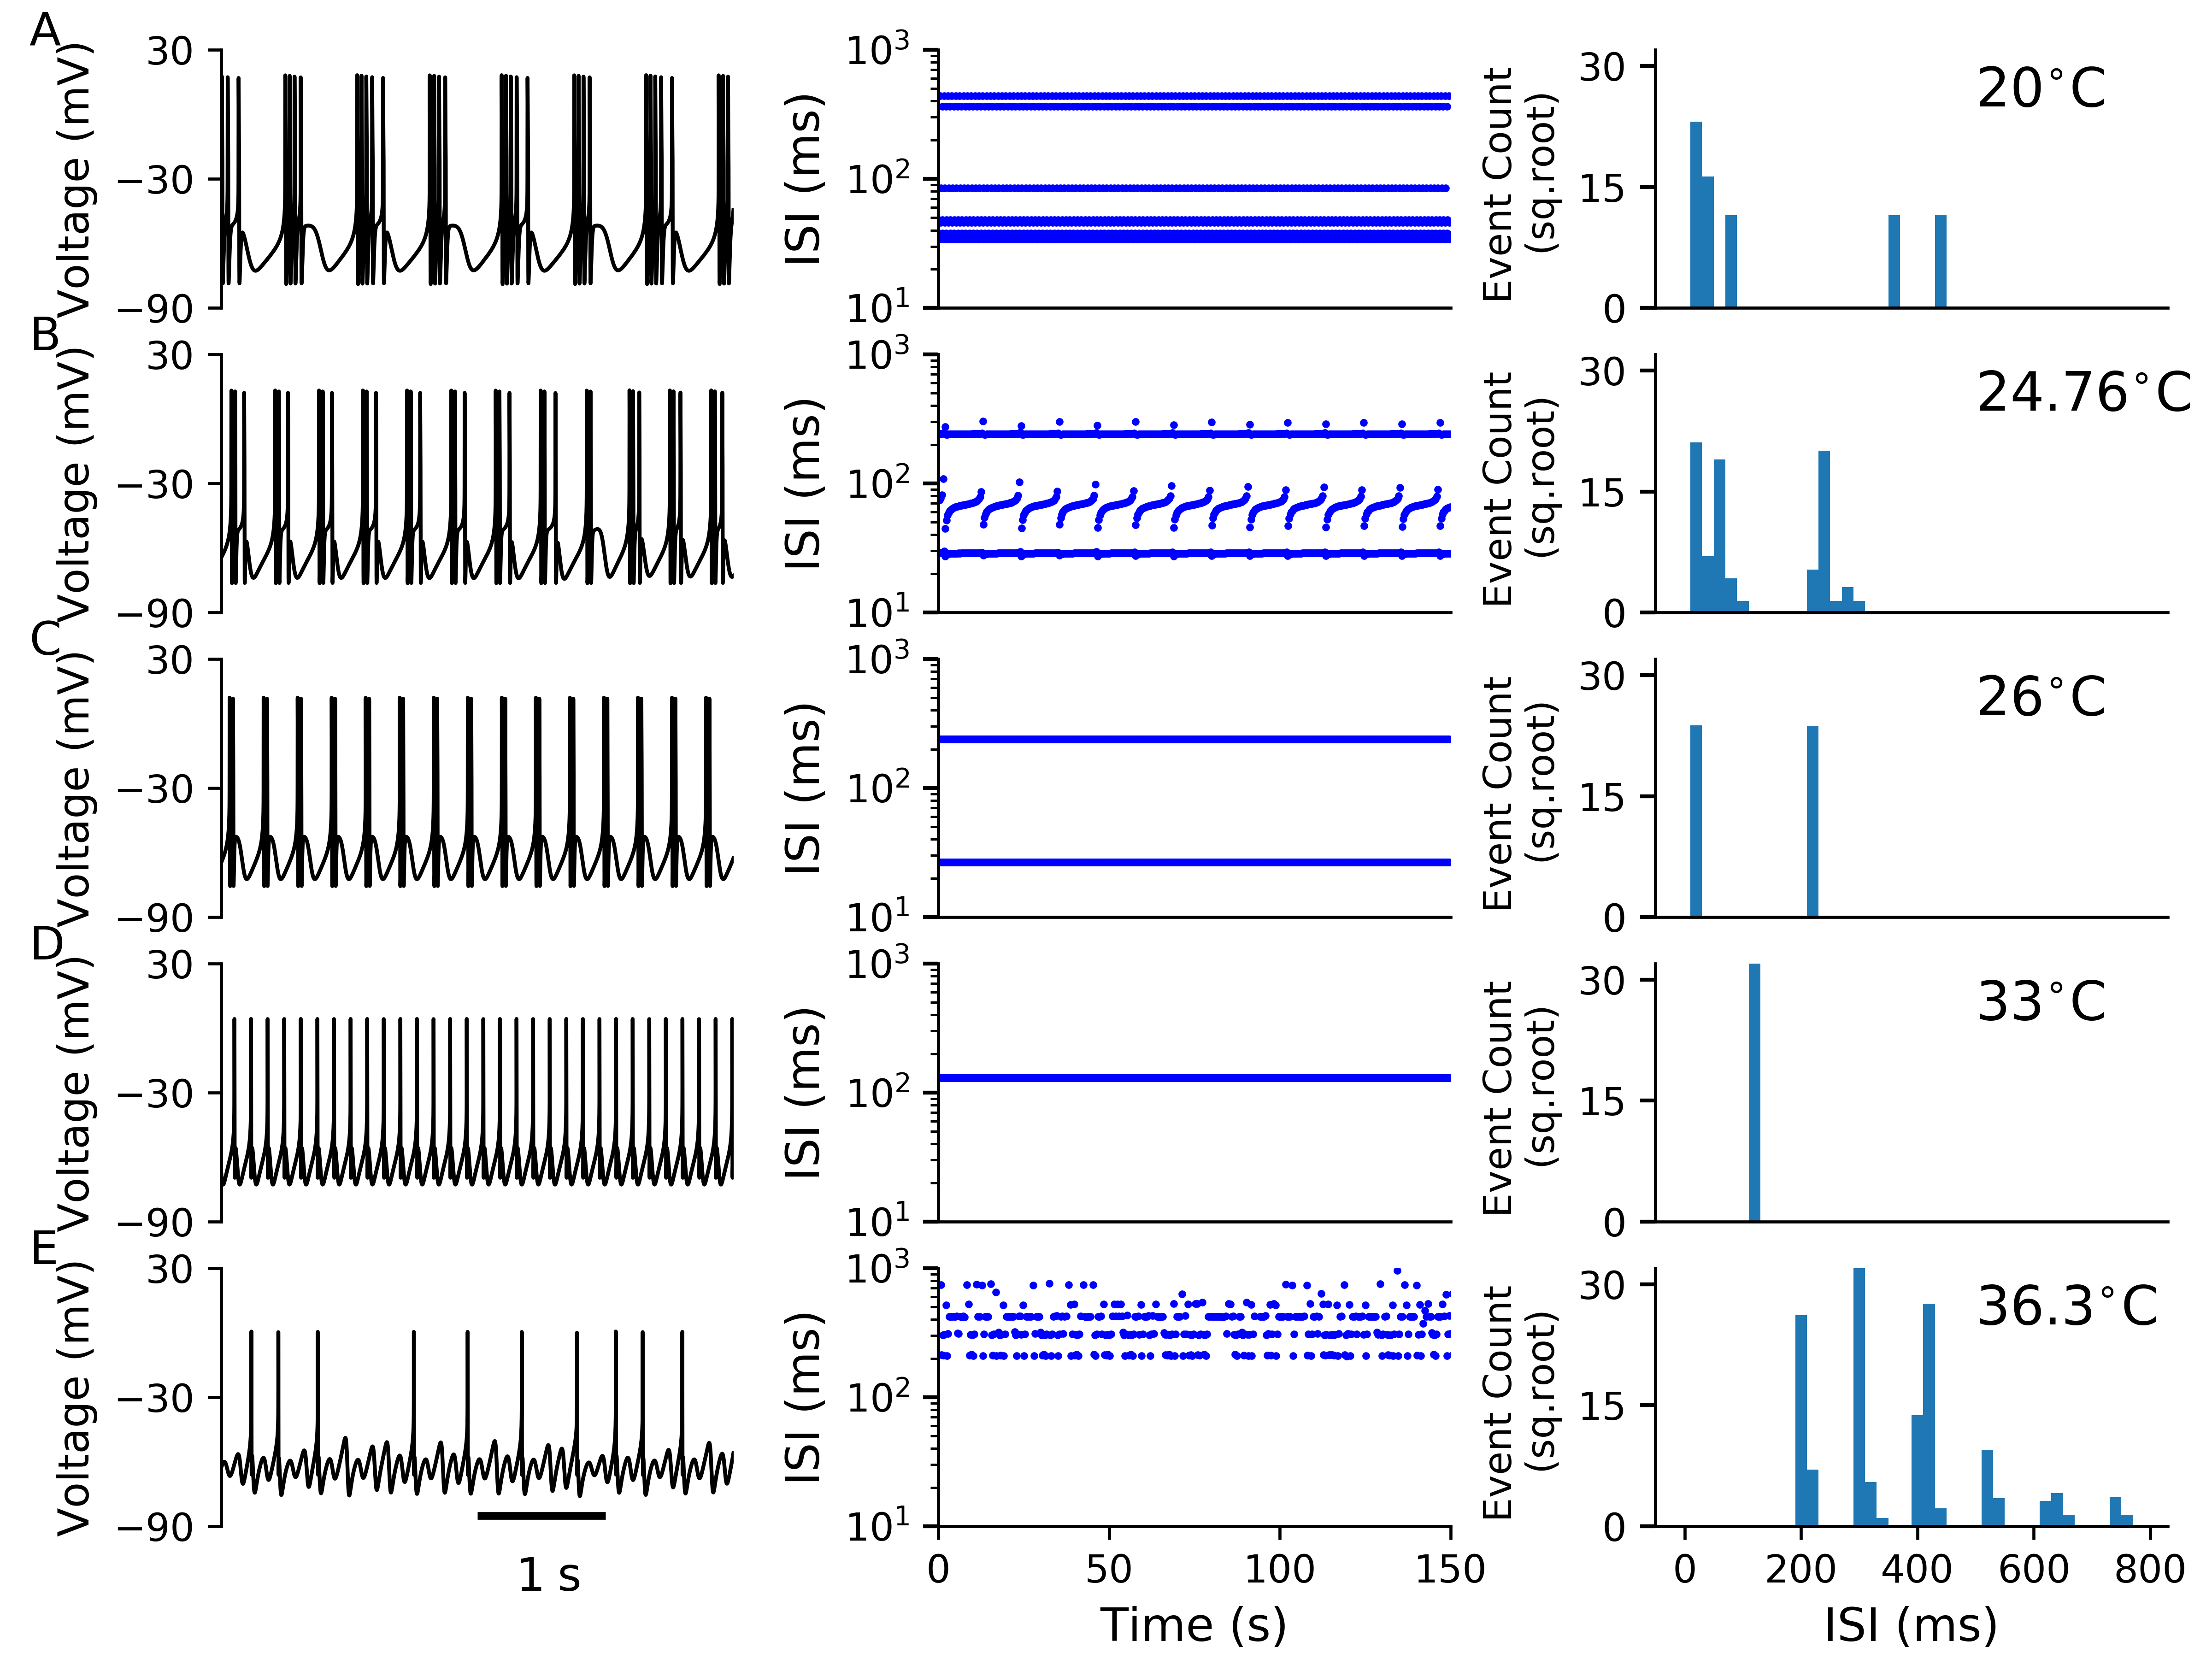 A
Voltage (mV)
30
−30
−90
ISI (ms)
10³
10²
10¹
Event Count
(sq.root)
30
15
0
20°C
B
Voltage (mV)
30
−30
−90
ISI (ms)
10³
10²
10¹
Event Count
(sq.root)
30
15
0
24.76°C
C
Voltage (mV)
30
−30
−90
ISI (ms)
10³
10²
10¹
Event Count
(sq.root)
30
15
0
26°C
D
Voltage (mV)
30
−30
−90
ISI (ms)
10³
10²
10¹
Event Count
(sq.root)
30
15
0
33°C
E
Voltage (mV)
30
−30
−90
1 s
ISI (ms)
10³
10²
10¹
0 50 100 150
Time (s)
Event Count
(sq.root)
30
15
0
36.3°C
0 200 400 600 800
ISI (ms)